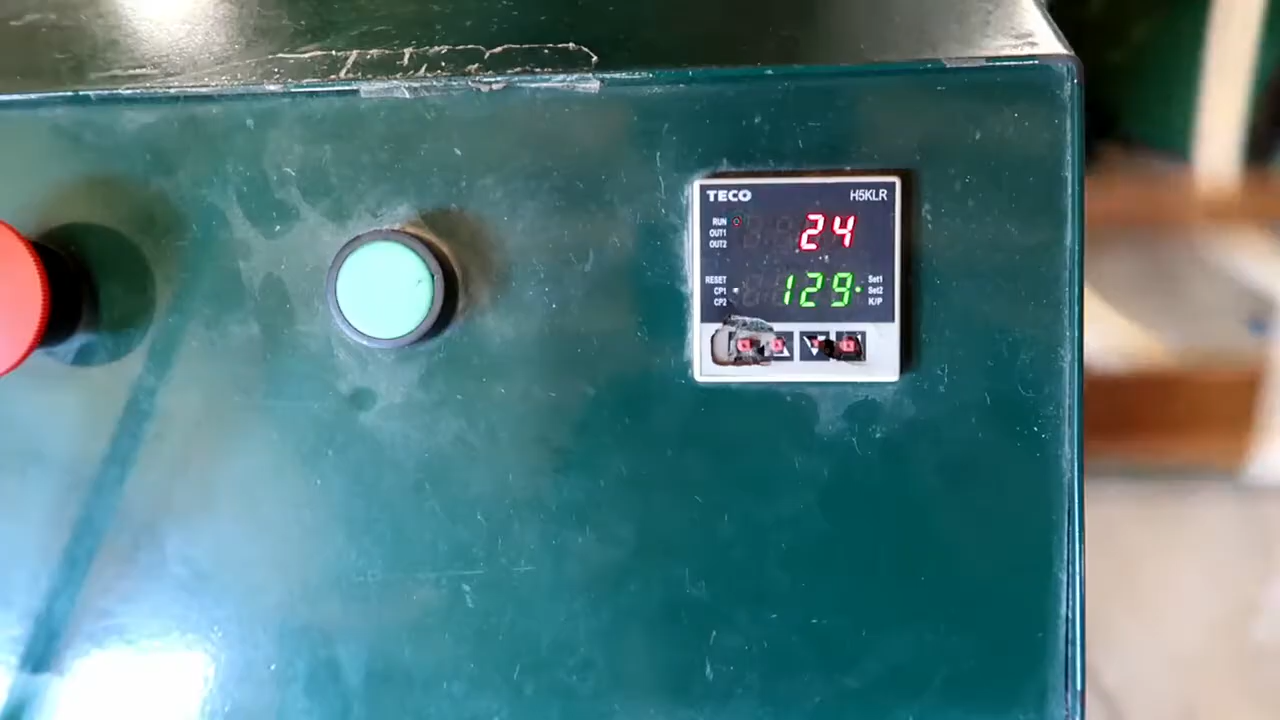 TECO H5KLR
RUN
OUT1
OUT2
24
RESET
CP1
CP2
129
Set1
Set2
K/P